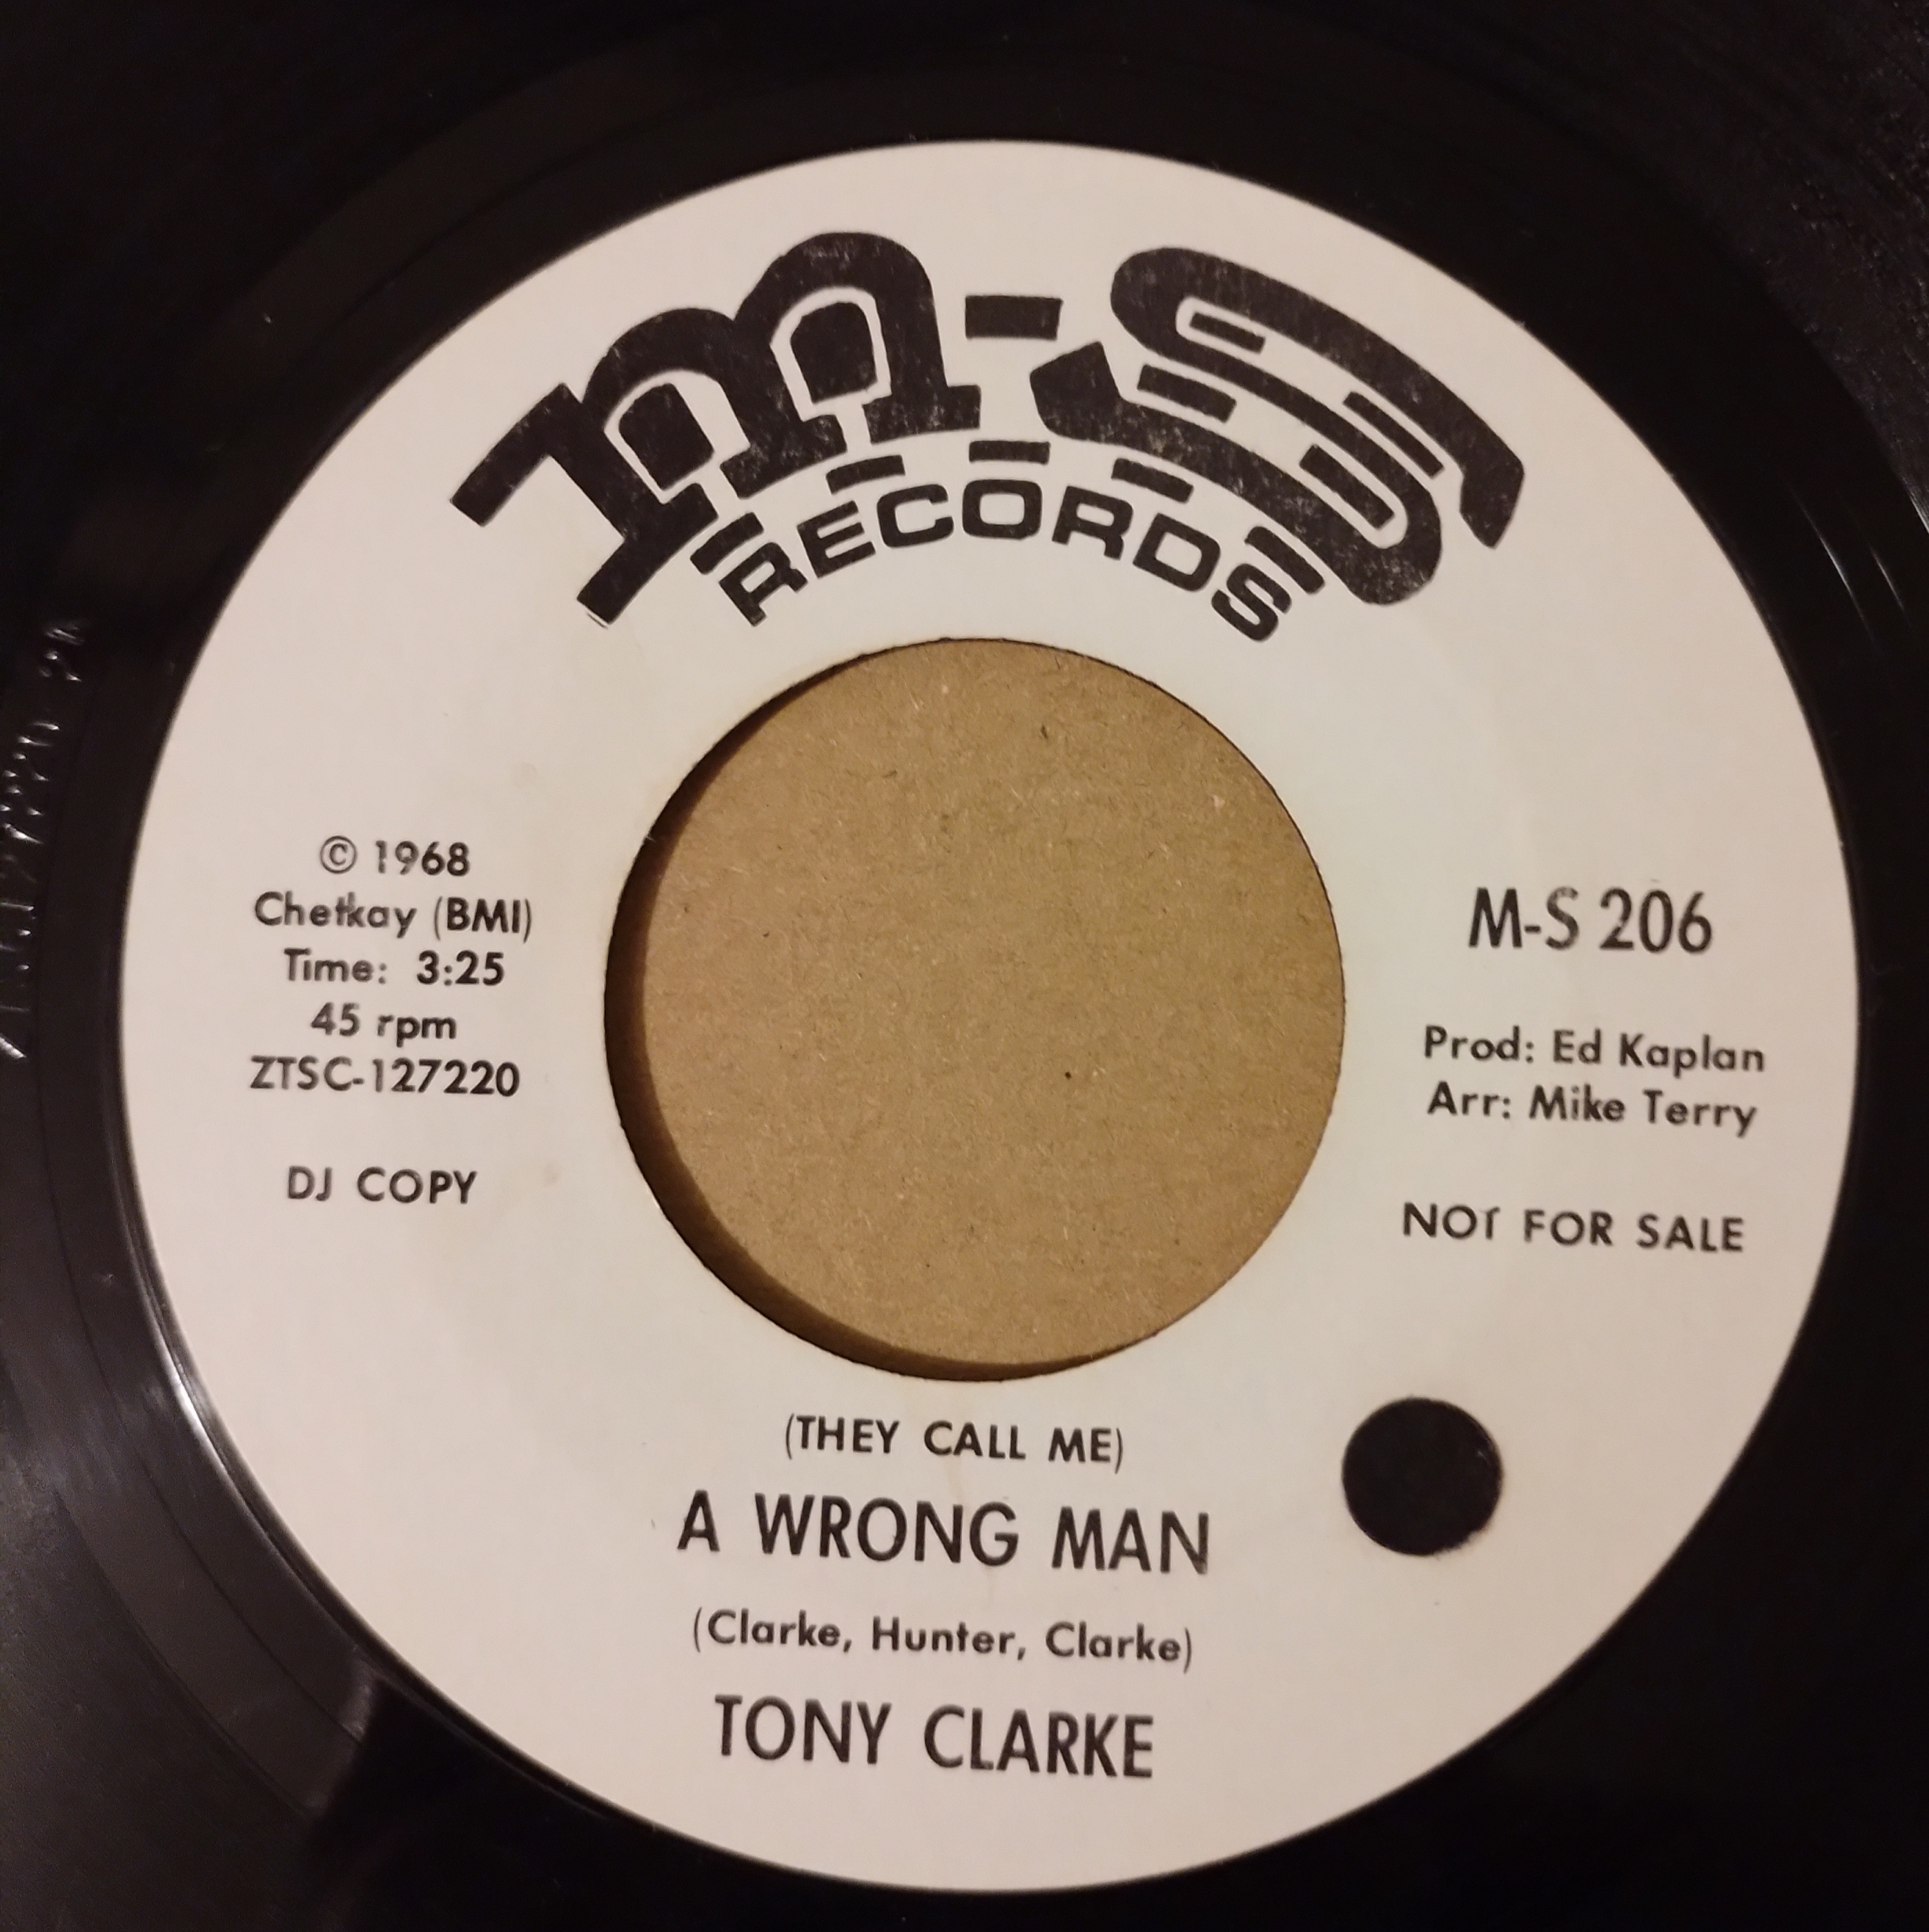 M-S
RECORDS
© 1968
Chetkay (BMI)
Time: 3:25
45 rpm
ZTSC-127220
DJ COPY
M-S 206
Prod: Ed Kaplan
Arr: Mike Terry
NOT FOR SALE
(THEY CALL ME)
A WRONG MAN
(Clarke, Hunter, Clarke)
TONY CLARKE